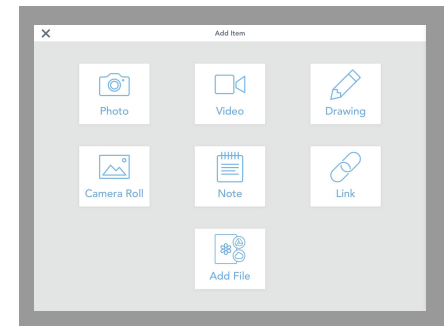 Add Item
Photo
Video
Drawing
Camera Roll
Note
Link
Add File